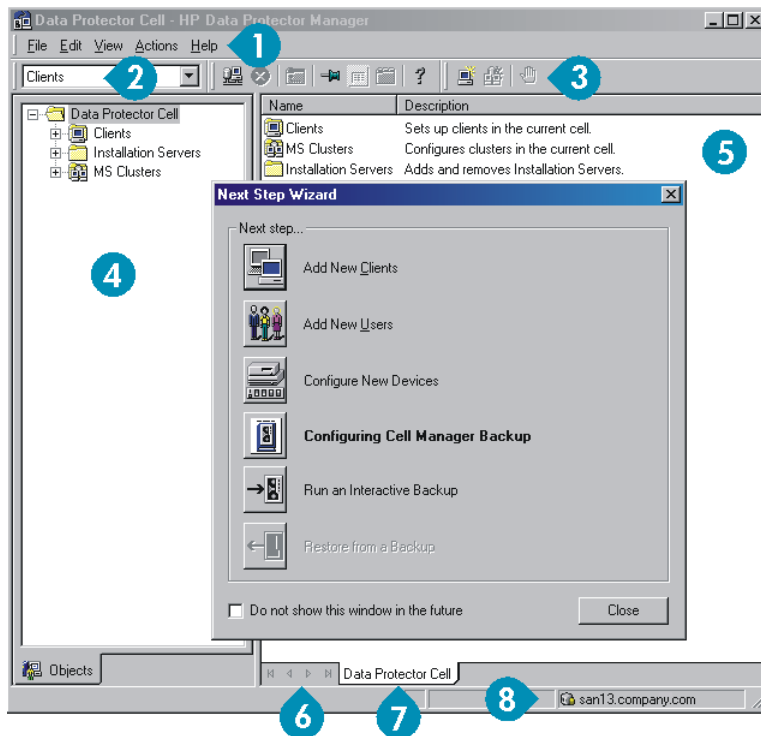 Data Protector Cell - HP Data Protector Manager
File Edit View Actions Help 1
Clients 2 ? 3
Data Protector Cell
Clients
Installation Servers
MS Clusters
4
Name Description
Clients Sets up clients in the current cell.
MS Clusters Configures clusters in the current cell.
Installation Servers Adds and removes Installation Servers.
5
Next Step Wizard
Next step...
Add New Clients
Add New Users
Configure New Devices
Configuring Cell Manager Backup
Run an Interactive Backup
Restore from a Backup
Do not show this window in the future Close
Objects
Data Protector Cell
6 7 8 san13.company.com